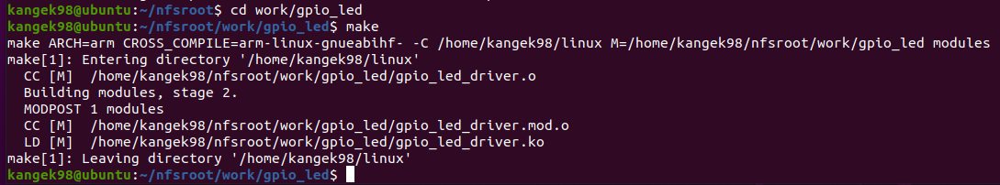 kangek98@ubuntu:~/nfsroot$ cd work/gpio_led
kangek98@ubuntu:~/nfsroot/work/gpio_led$ make
make ARCH=arm CROSS_COMPILE=arm-linux-gnueabihf- -C /home/kangek98/linux M=/home/kangek98/nfsroot/work/gpio_led modules
make[1]: Entering directory '/home/kangek98/linux'
  CC [M]  /home/kangek98/nfsroot/work/gpio_led/gpio_led_driver.o
  Building modules, stage 2.
  MODPOST 1 modules
  CC [M]  /home/kangek98/nfsroot/work/gpio_led/gpio_led_driver.mod.o
  LD [M]  /home/kangek98/nfsroot/work/gpio_led/gpio_led_driver.ko
make[1]: Leaving directory '/home/kangek98/linux'
kangek98@ubuntu:~/nfsroot/work/gpio_led$